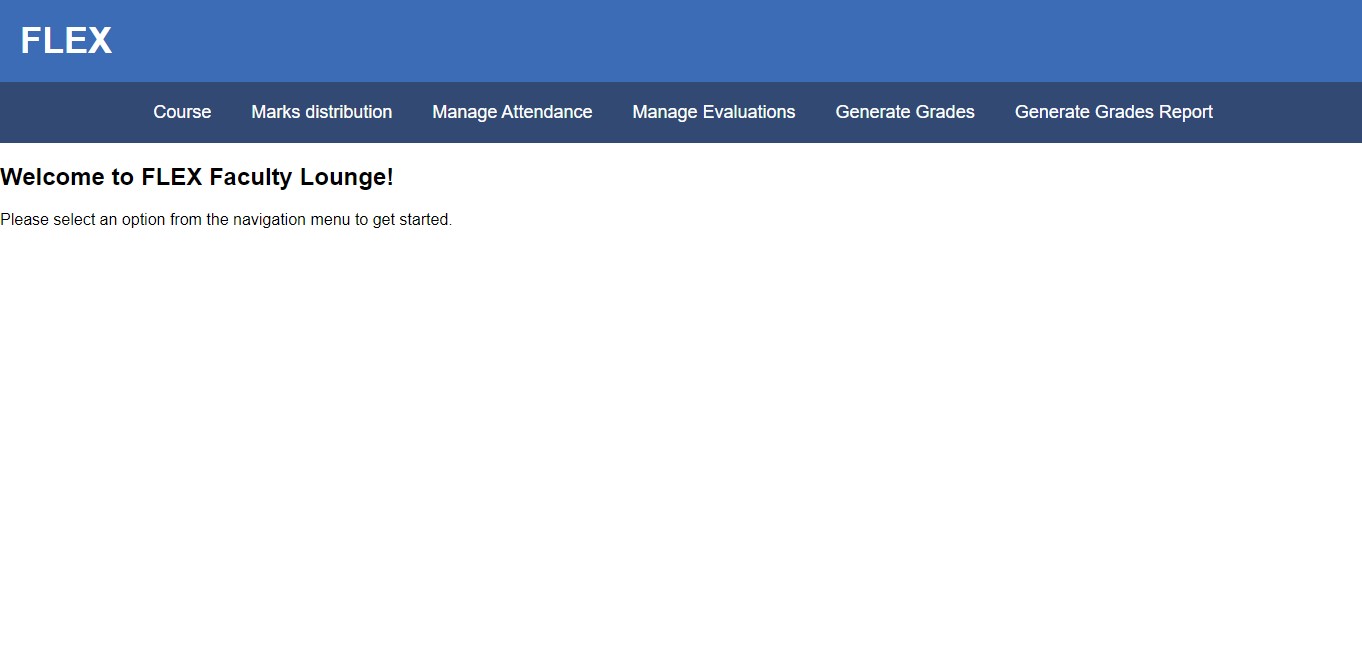 FLEX
Course Marks distribution Manage Attendance Manage Evaluations Generate Grades Generate Grades Report
Welcome to FLEX Faculty Lounge!
Please select an option from the navigation menu to get started.